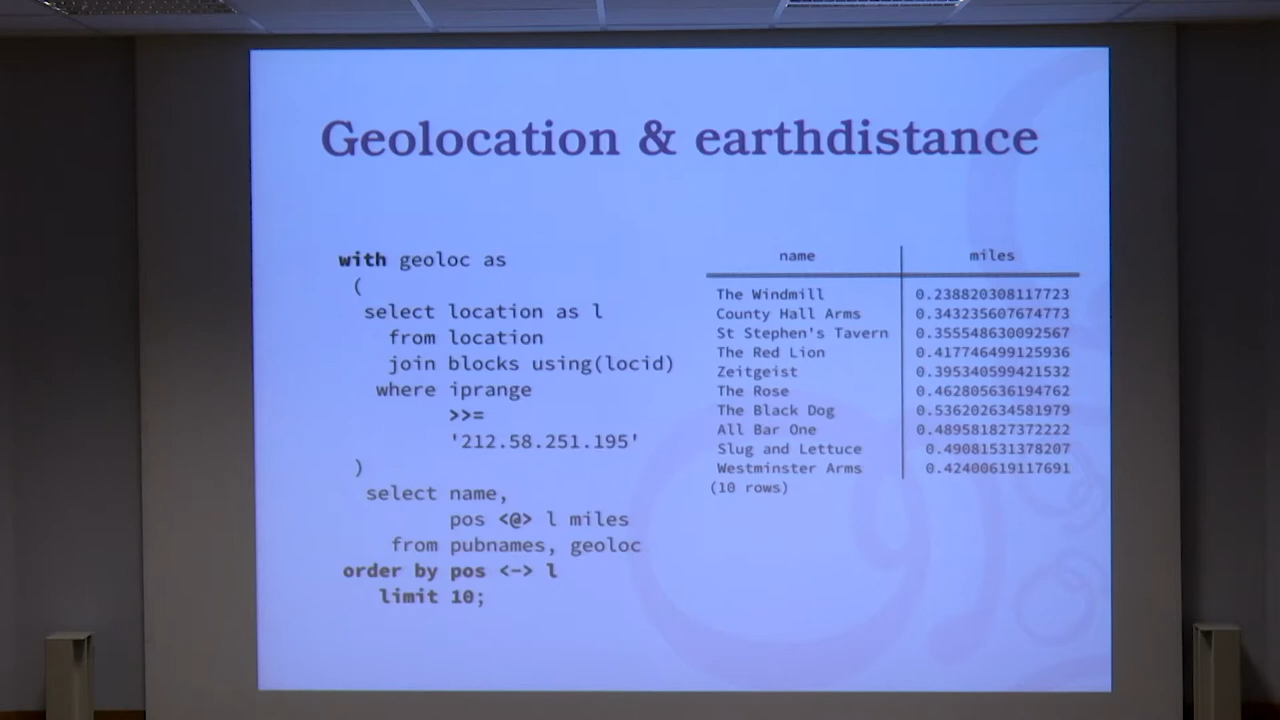 Geolocation & earthdistance
with geoloc as
(
select location as l
from location
join blocks using(locid)
where iprange
>>=
'212.58.251.195'
)
select name,
pos <@> l miles
from pubnames, geoloc
order by pos <-> l
limit 10;
name miles
The Windmill 0.238820308117723
County Hall Arms 0.343235607674773
St Stephen's Tavern 0.355548630092567
The Red Lion 0.417746499125936
Zeitgeist 0.395340599421532
The Rose 0.462805636194762
The Black Dog 0.536202634581979
All Bar One 0.489581827372222
Slug and Lettuce 0.49081531378207
Westminster Arms 0.42400619117691
(10 rows)